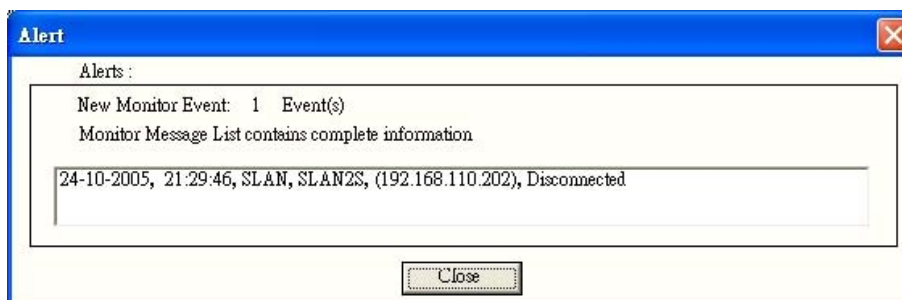 Alert
Alerts :
New Monitor Event: 1 Event(s)
Monitor Message List contains complete information
24-10-2005, 21:29:46, SLAN, SLAN2S, (192.168.110.202), Disconnected
Close